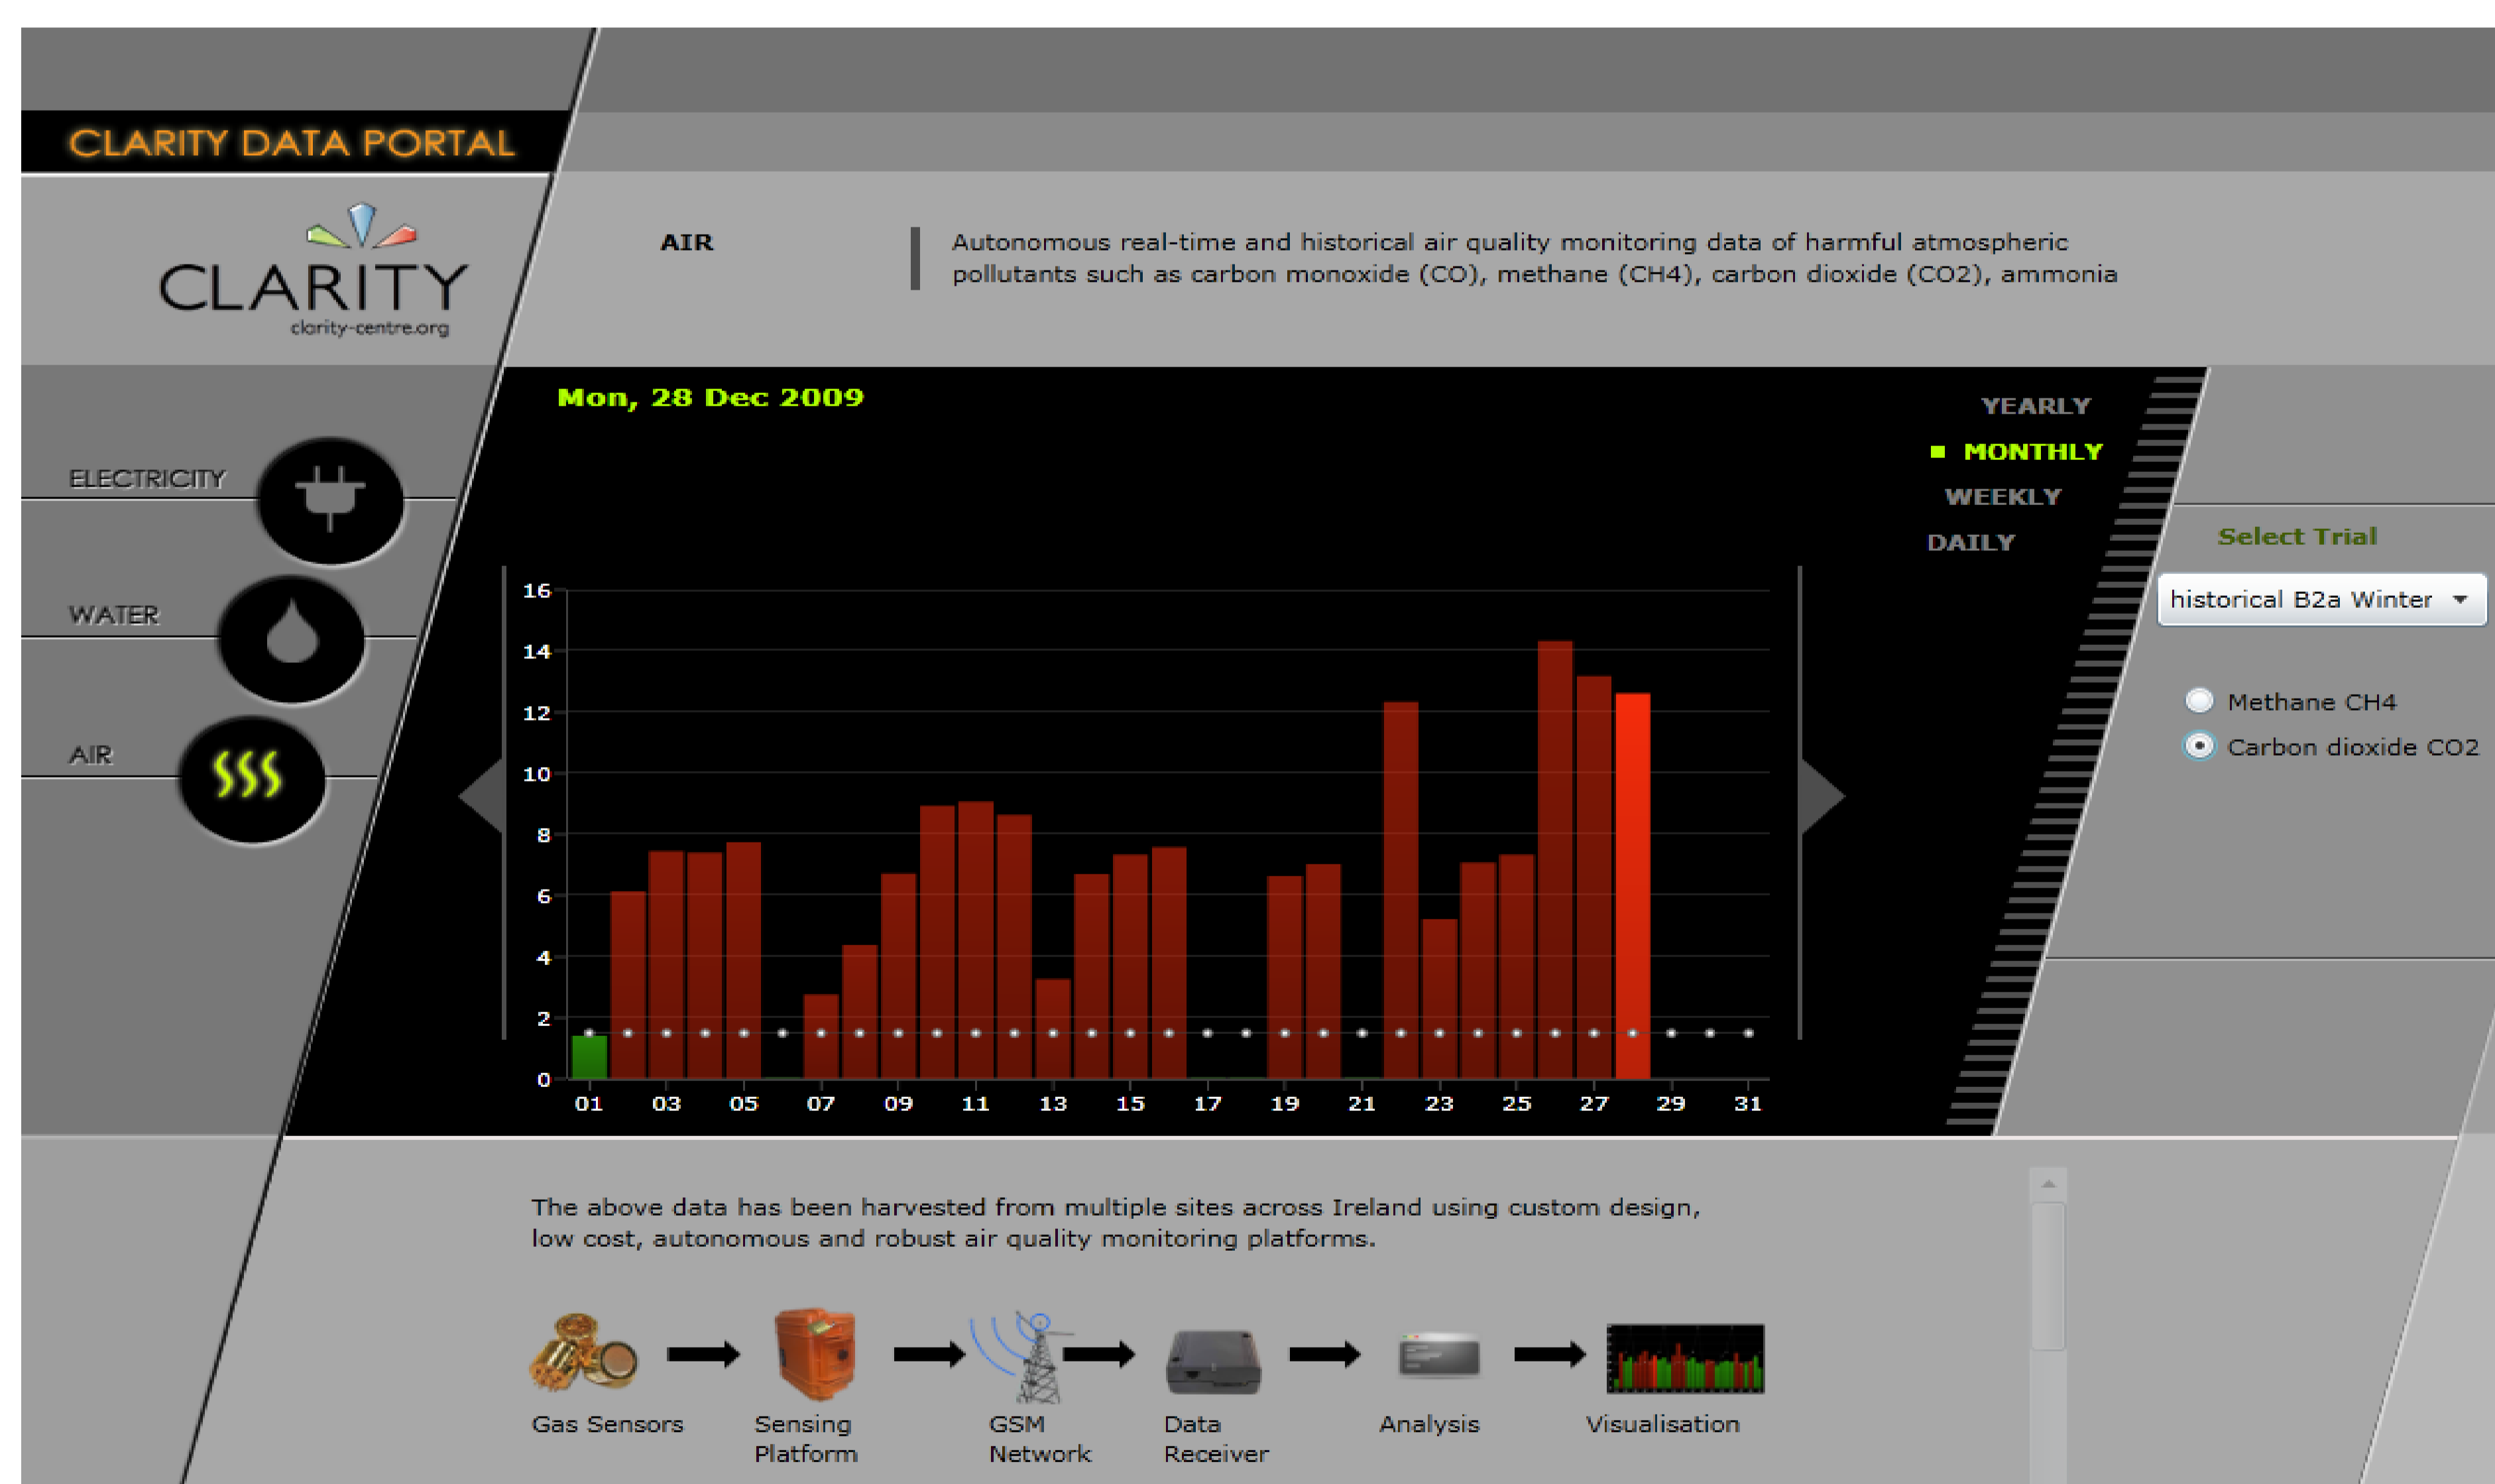 CLARITY DATA PORTAL
CLARITY
clarity-centre.org
AIR
Autonomous real-time and historical air quality monitoring data of harmful atmospheric
pollutants such as carbon monoxide (CO), methane (CH4), carbon dioxide (CO2), ammonia
ELECTRICITY
WATER
AIR
Mon, 28 Dec 2009
YEARLY
MONTHLY
WEEKLY
DAILY
16
14
12
10
8
6
4
2
0
01 03 05 07 09 11 13 15 17 19 21 23 25 27 29 31
Select Trial
historical B2a Winter
Methane CH4
Carbon dioxide CO2
The above data has been harvested from multiple sites across Ireland using custom design,
low cost, autonomous and robust air quality monitoring platforms.
Gas Sensors
Sensing
Platform
GSM
Network
Data
Receiver
Analysis
Visualisation